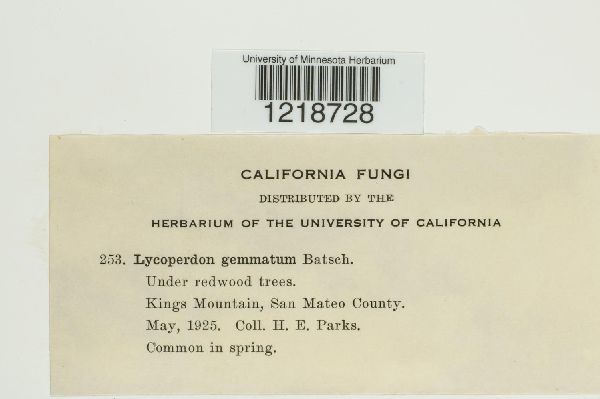 University of Minnesota Herbarium
1218728
CALIFORNIA FUNGI
DISTRIBUTED BY THE
HERBARIUM OF THE UNIVERSITY OF CALIFORNIA
253. Lycoperdon gemmatum Batsch.
Under redwood trees.
Kings Mountain, San Mateo County.
May, 1925. Coll. H. E. Parks.
Common in spring.